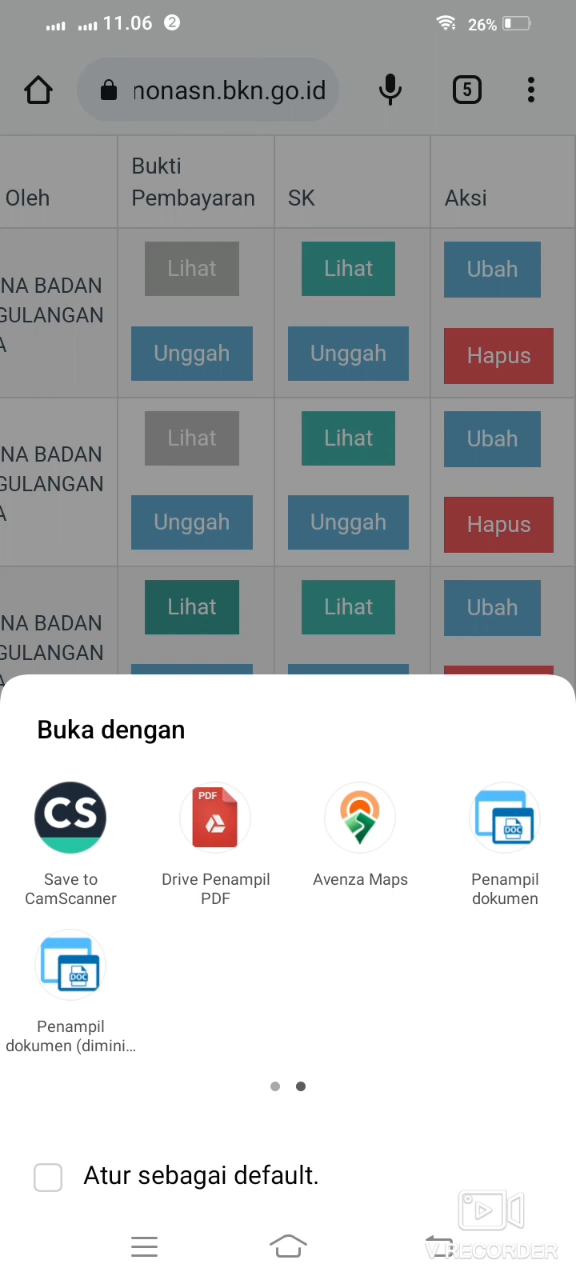 11.06 2
26%
nonasn.bkn.go.id
5
Oleh
Bukti
Pembayaran
SK
Aksi
NA BADAN
GULANGAN
A
Lihat
Lihat
Ubah
Unggah
Unggah
Hapus
NA BADAN
GULANGAN
A
Lihat
Lihat
Ubah
Unggah
Unggah
Hapus
NA BADAN
GULANGAN
A
Lihat
Lihat
Ubah
Buka dengan
CS
Save to
CamScanner
PDF
Drive Penampil
PDF
Avenza Maps
DOC
Penampil
dokumen
DOC
Penampil
dokumen (dimini...
Atur sebagai default.
V RECORDER